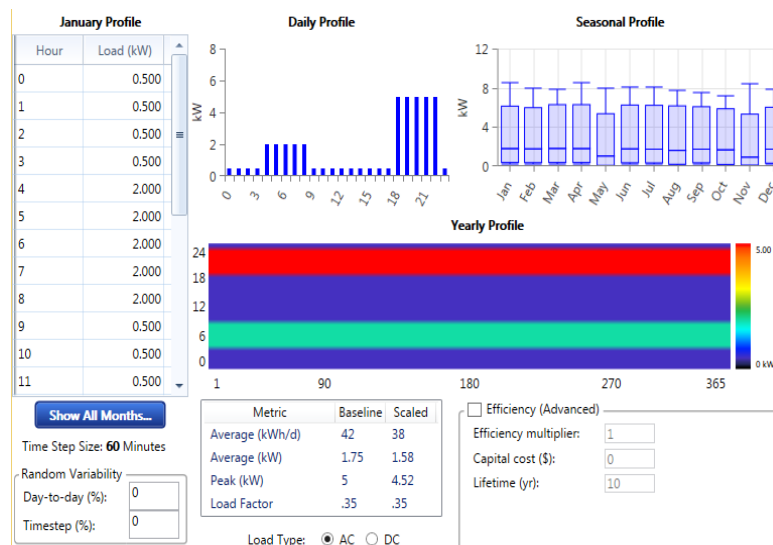 January Profile
Hour Load (kW)
0 0.500
1 0.500
2 0.500
3 0.500
4 2.000
5 2.000
6 2.000
7 2.000
8 2.000
9 0.500
10 0.500
11 0.500
Show All Months...
Time Step Size: 60 Minutes
Random Variability
Day-to-day (%): 0
Timestep (%): 0
Daily Profile
8
6
4
2
0
kW
0 3 6 9 12 15 18 21
Seasonal Profile
12
8
4
0
kW
Jan Feb Mar Apr May Jun Jul Aug Sep Oct Nov Dec
Yearly Profile
24
18
12
6
0
1 90 180 270 365
5.00
0 kW
Metric Baseline Scaled
Average (kWh/d) 42 38
Average (kW) 1.75 1.58
Peak (kW) 5 4.52
Load Factor .35 .35
Load Type: AC DC
Efficiency (Advanced)
Efficiency multiplier: 1
Capital cost ($): 0
Lifetime (yr): 10